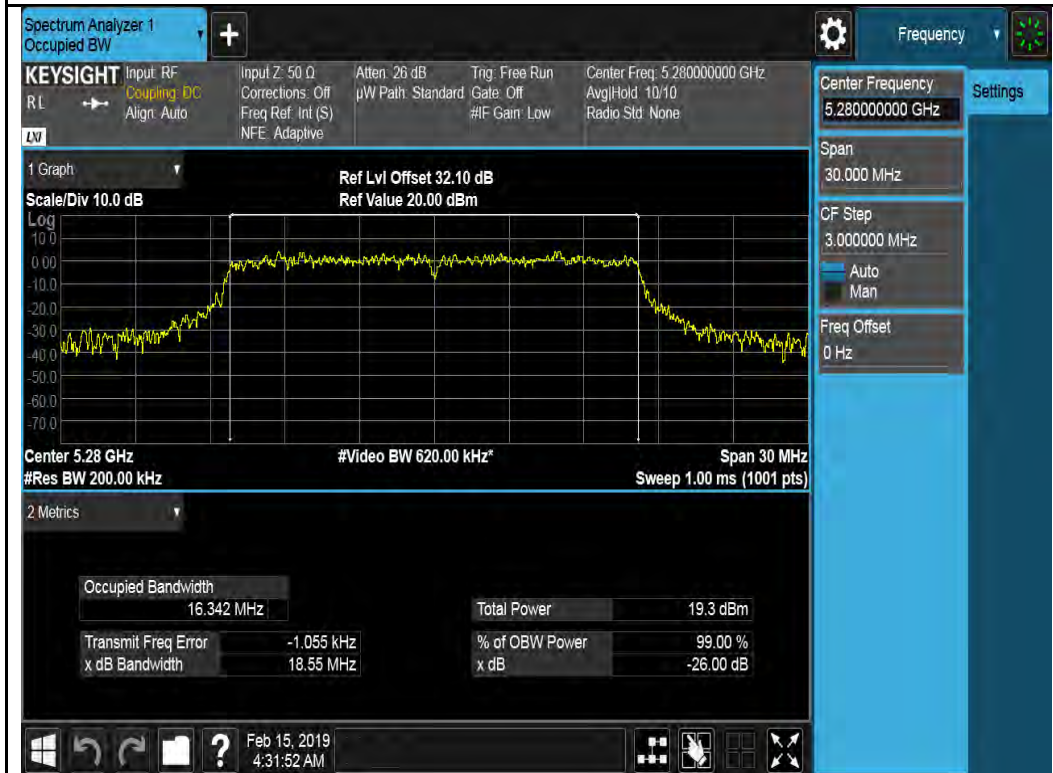 Spectrum Analyzer 1
Occupied BW
+
Frequency
KEYSIGHT
RL
LXI
Input: RF
Coupling: DC
Align: Auto
Input Z: 50 Ω
Corrections: Off
Freq Ref: Int (S)
NFE: Adaptive
Atten: 26 dB
µW Path: Standard
Trig: Free Run
Gate: Off
#IF Gain: Low
Center Freq: 5.280000000 GHz
Avg|Hold: 10/10
Radio Std: None
Center Frequency
5.280000000 GHz
Settings
Span
30.000 MHz
CF Step
3.000000 MHz
Auto
Man
Freq Offset
0 Hz
1 Graph
Scale/Div 10.0 dB
Ref Lvl Offset 32.10 dB
Ref Value 20.00 dBm
Log
10.0
0.00
-10.0
-20.0
-30.0
-40.0
-50.0
-60.0
-70.0
Center 5.28 GHz
#Video BW 620.00 kHz*
Span 30 MHz
#Res BW 200.00 kHz
Sweep 1.00 ms (1001 pts)
2 Metrics
Occupied Bandwidth
16.342 MHz
Total Power 19.3 dBm
Transmit Freq Error -1.055 kHz
% of OBW Power 99.00 %
x dB Bandwidth 18.55 MHz
x dB -26.00 dB
?
Feb 15, 2019
4:31:52 AM